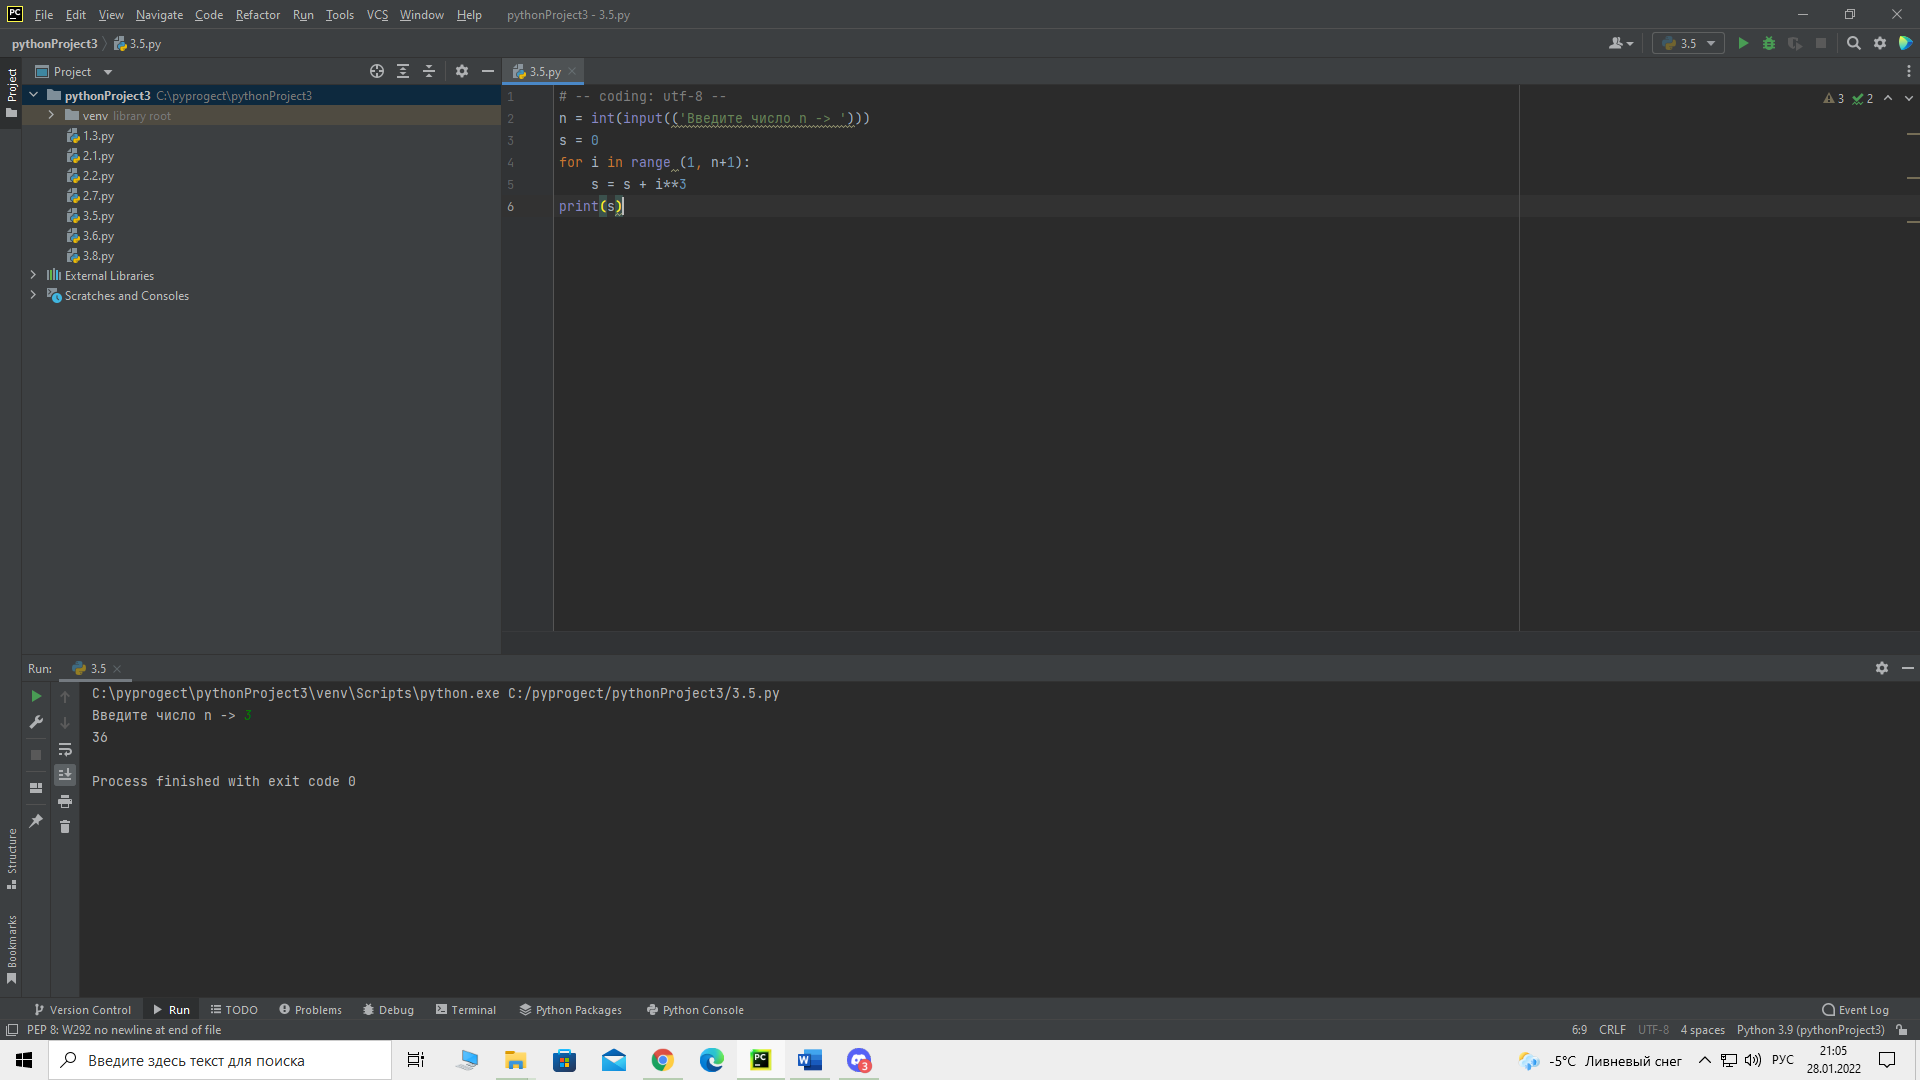 PC File Edit View Navigate Code Refactor Run Tools VCS Window Help pythonProject3 - 3.5.py
pythonProject3 3.5.py 3.5
Project
Project
pythonProject3 C:\pyprogect\pythonProject3
venv library root
1.3.py
2.1.py
2.2.py
2.7.py
3.5.py
3.6.py
3.8.py
External Libraries
Scratches and Consoles
3.5.py
3 2
1 # -- coding: utf-8 --
2 n = int(input(('Введите число n -> ')))
3 s = 0
4 for i in range (1, n+1):
5 s = s + i**3
6 print(s)
Run: 3.5
C:\pyprogect\pythonProject3\venv\Scripts\python.exe C:/pyprogect/pythonProject3/3.5.py
Введите число n -> 3
36
Process finished with exit code 0
Structure
Bookmarks
Version Control Run TODO Problems Debug Terminal Python Packages Python Console Event Log
PEP 8: W292 no newline at end of file 6:9 CRLF UTF-8 4 spaces Python 3.9 (pythonProject3)
Введите здесь текст для поиска PC W 3 -5°C Ливневый снег РУС 21:05
28.01.2022